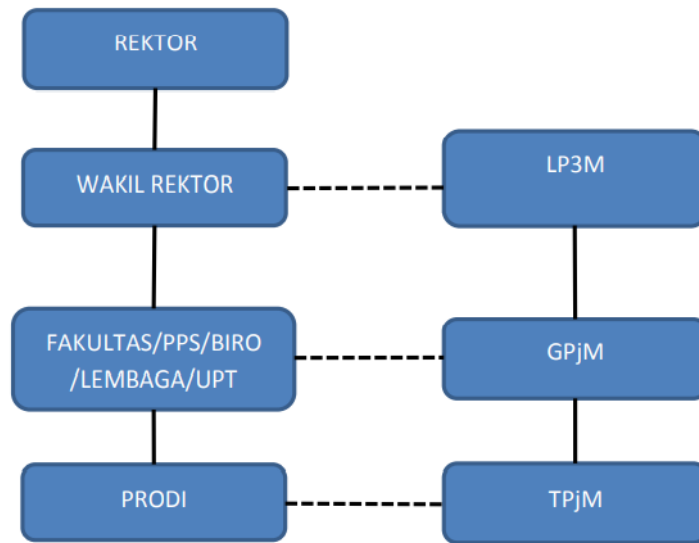 REKTOR
WAKIL REKTOR
LP3M
FAKULTAS/PPS/BIRO
/LEMBAGA/UPT
GPjM
PRODI
TPjM